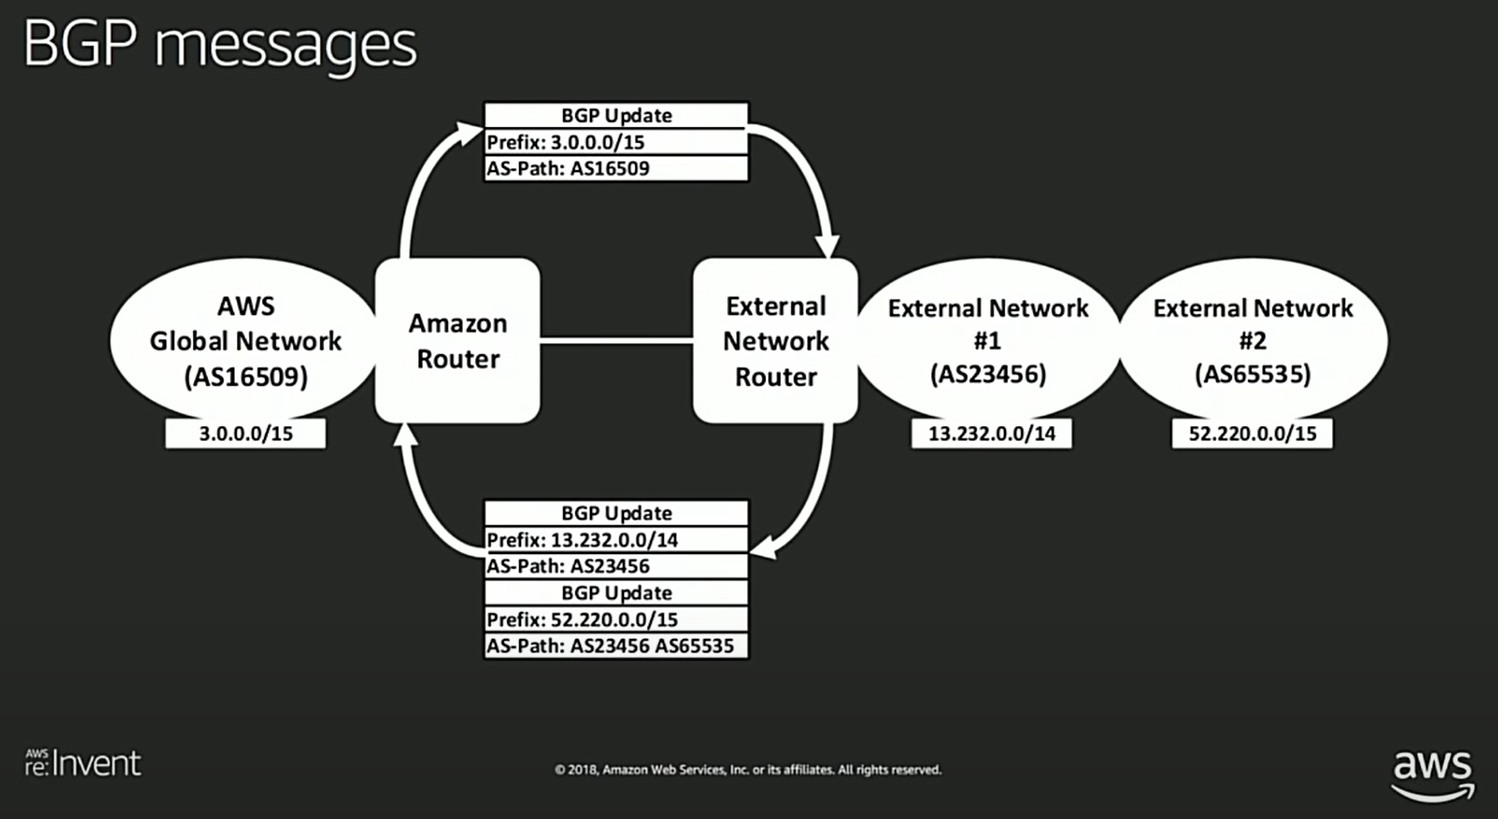 BGP messages
BGP Update
Prefix: 3.0.0.0/15
AS-Path: AS16509
AWS
Global Network
(AS16509)
Amazon
Router
External
Network
Router
External Network
#1
(AS23456)
External Network
#2
(AS65535)
3.0.0.0/15
13.232.0.0/14
52.220.0.0/15
BGP Update
Prefix: 13.232.0.0/14
AS-Path: AS23456
BGP Update
Prefix: 52.220.0.0/15
AS-Path: AS23456 AS65535
AWS
re:Invent
© 2018, Amazon Web Services, Inc. or its affiliates. All rights reserved.
aws